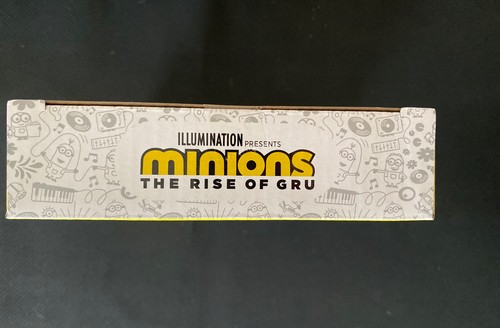 ILLUMINATION PRESENTS
minions
THE RISE OF GRU